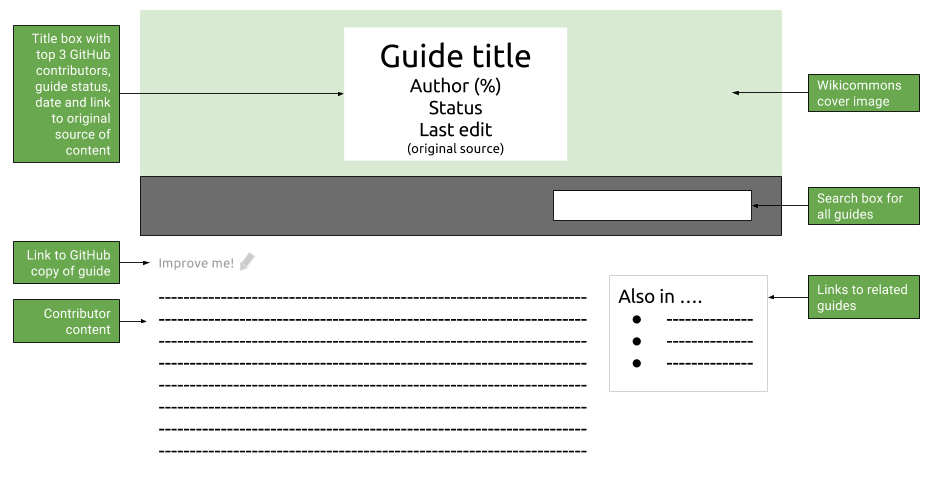 Title box with
top 3 GitHub
contributors,
guide status,
date and link
to original
source of
content
Guide title
Author (%)
Status
Last edit
(original source)
Wikicommons
cover image
Search box for
all guides
Link to GitHub
copy of guide
Improve me!
Contributor
content
Also in ….
Links to related
guides